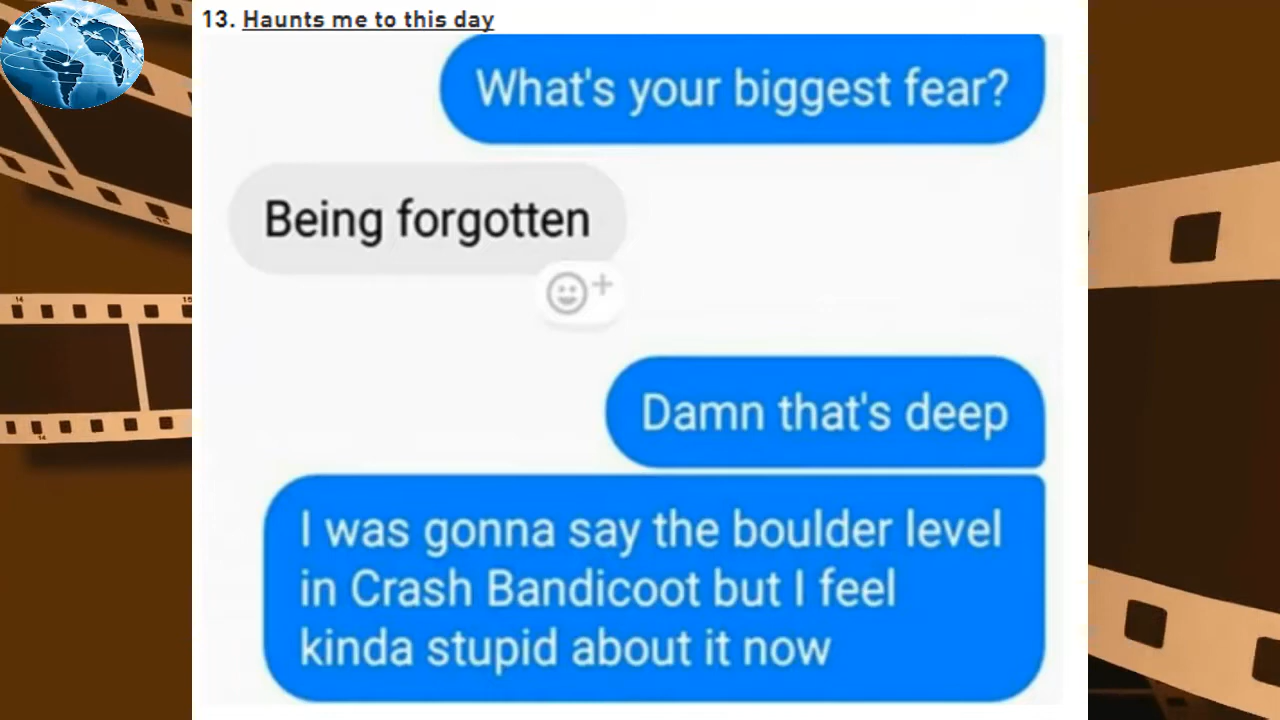 13. Haunts me to this day
What's your biggest fear?
Being forgotten
Damn that's deep
I was gonna say the boulder level
in Crash Bandicoot but I feel
kinda stupid about it now